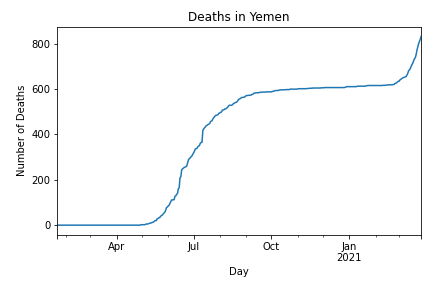 Deaths in Yemen
Number of Deaths
800
600
400
200
0
Apr
Jul
Oct
Jan
2021
Day